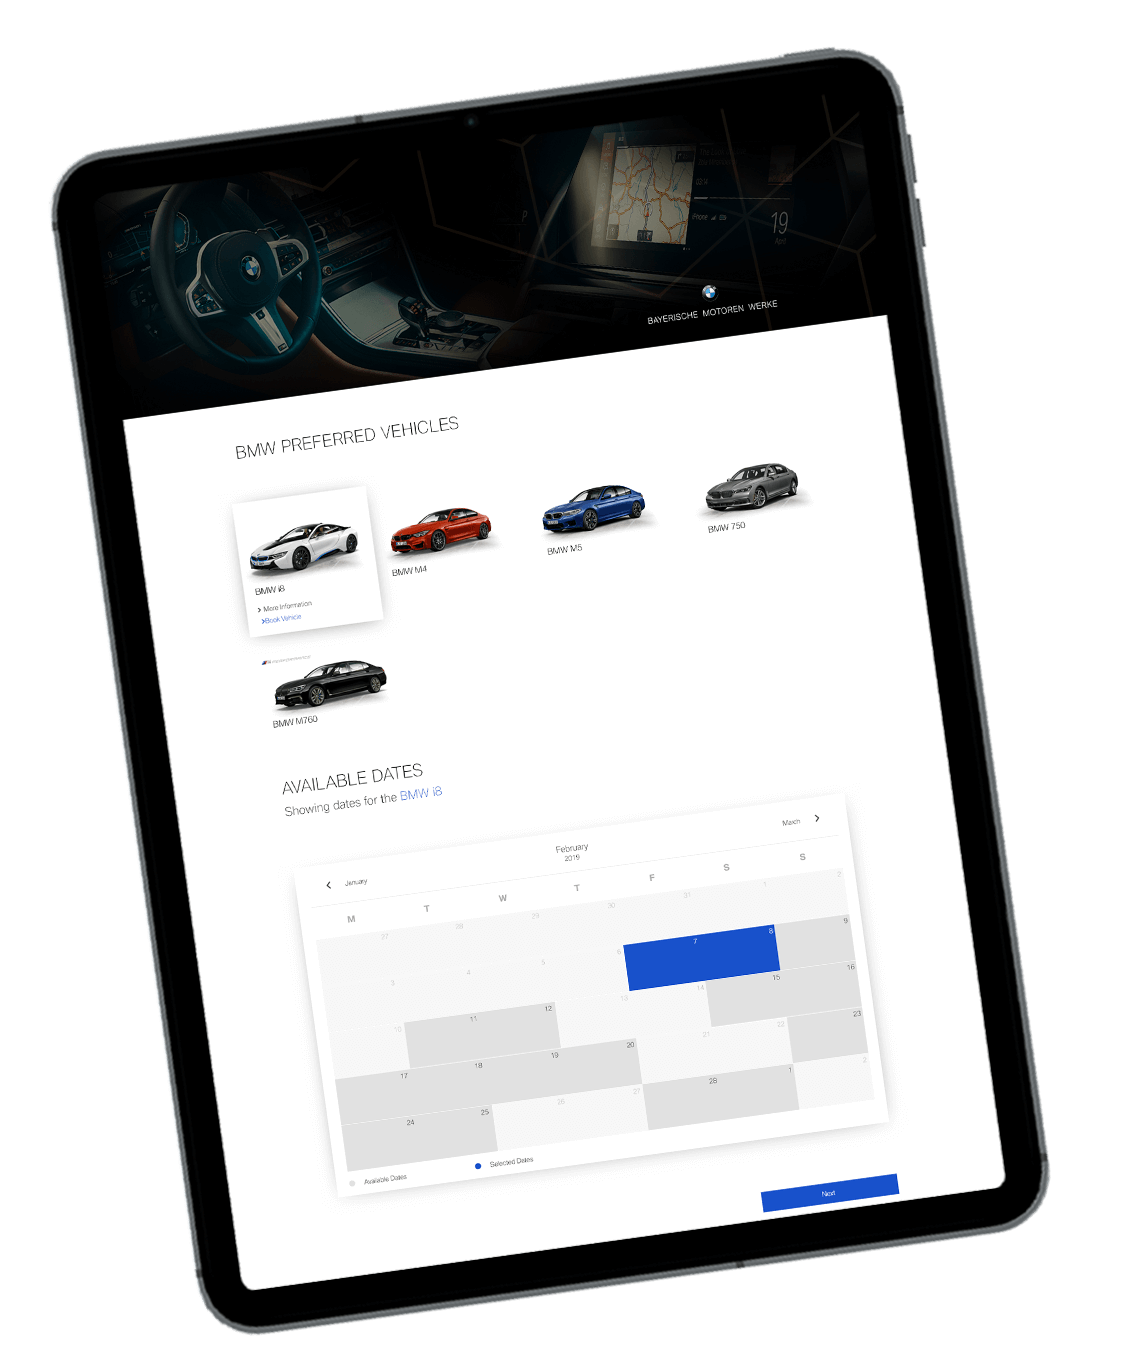 P
19
April
iPhone
BAYERISCHE MOTOREN WERKE
BMW PREFERRED VEHICLES
BMW i8
> More Information
>Book Vehicle
BMW M4
BMW M5
BMW 750
BMW M760
AVAILABLE DATES
Showing dates for the BMW i8
< January
February
2019
March >
M T W T F S S
27 28 29 30 31 1 2
3 4 5 6 7 8 9
10 11 12 13 14 15 16
17 18 19 20 21 22 23
24 25 26 27 28 1 2
Available Dates
Selected Dates
Next